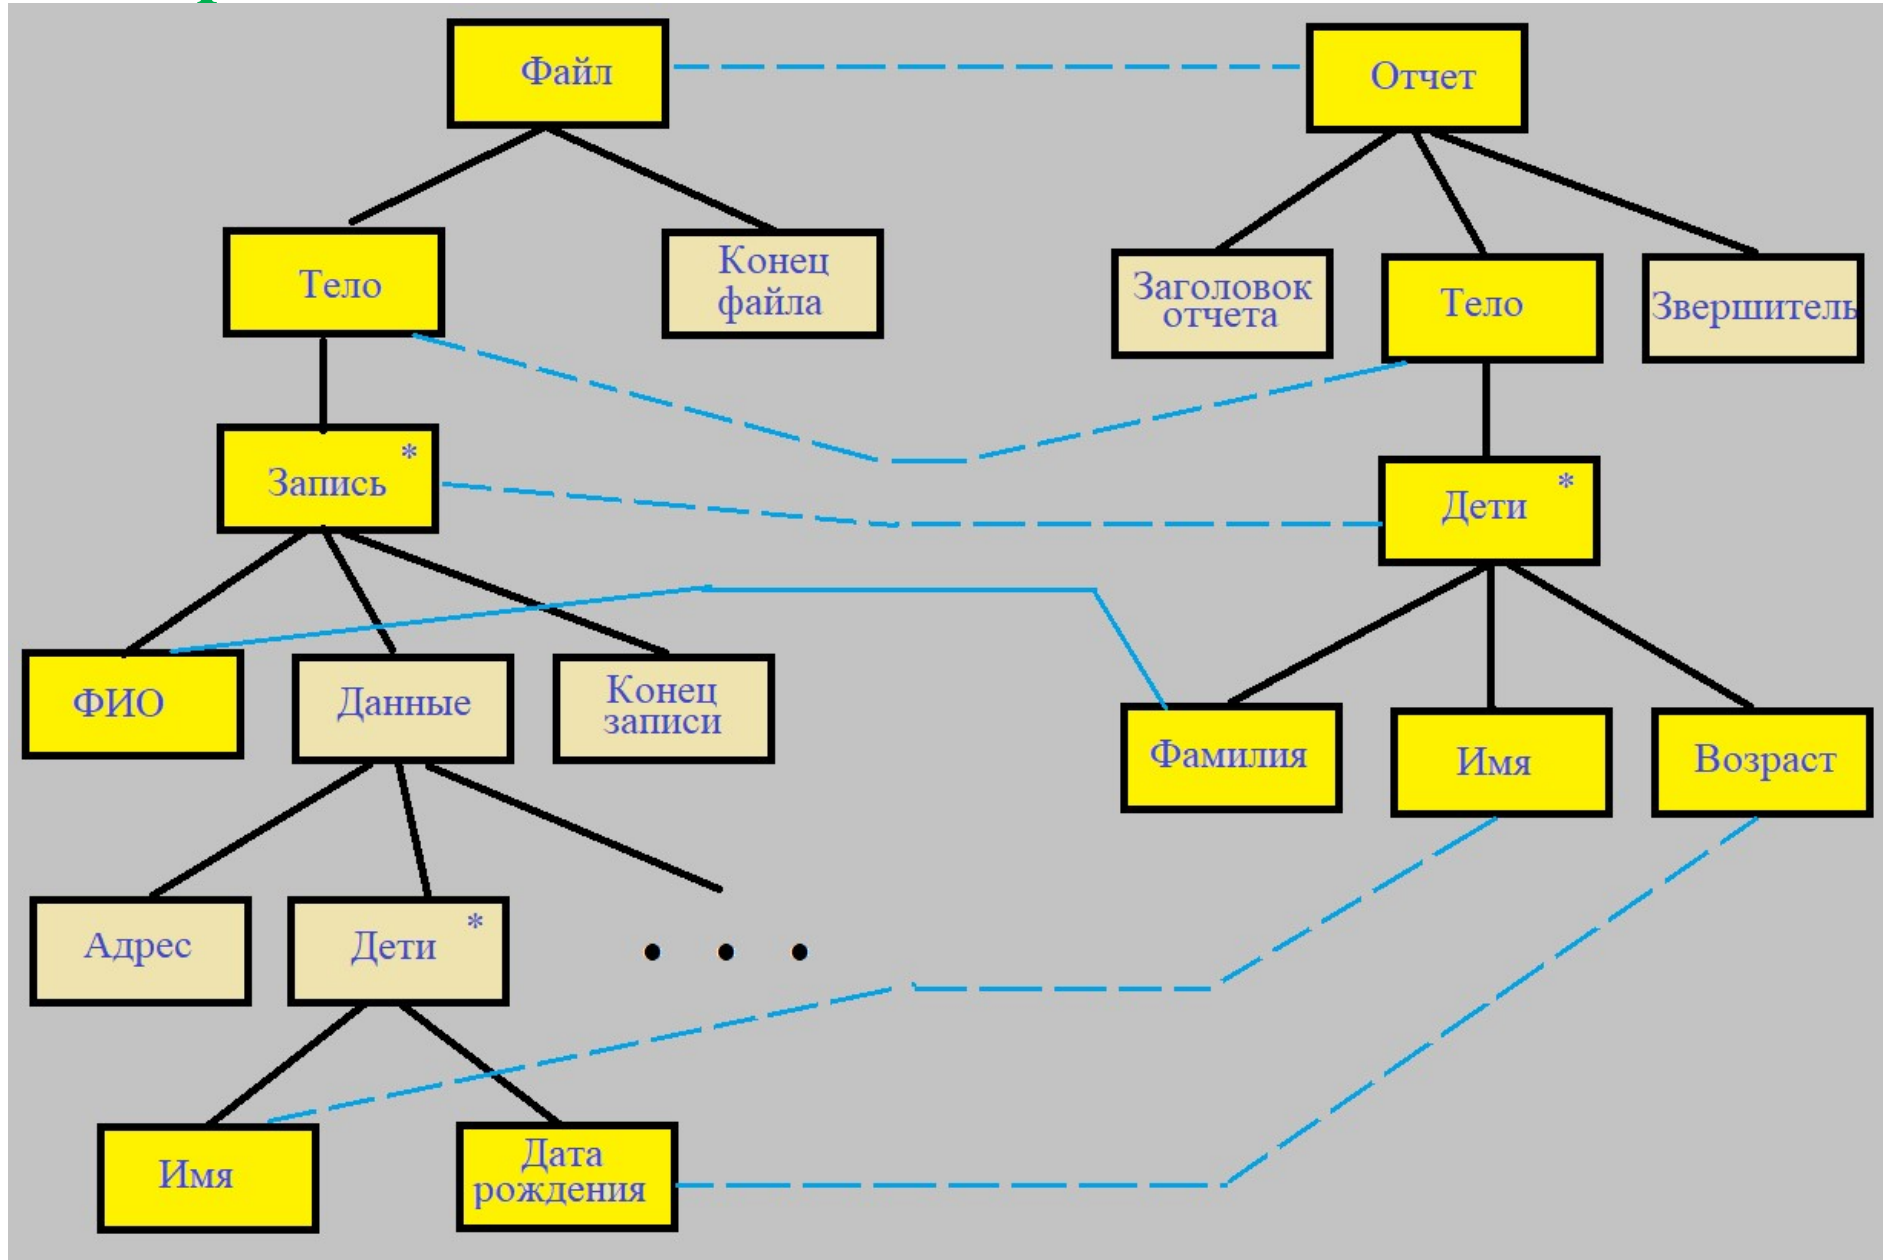 Файл
Отчет
Тело
Конец
файла
Заголовок
отчета
Тело
Звершитель
Запись *
Дети *
ФИО
Данные
Конец
записи
Фамилия
Имя
Возраст
Адрес
Дети *
• • •
Имя
Дата
рождения